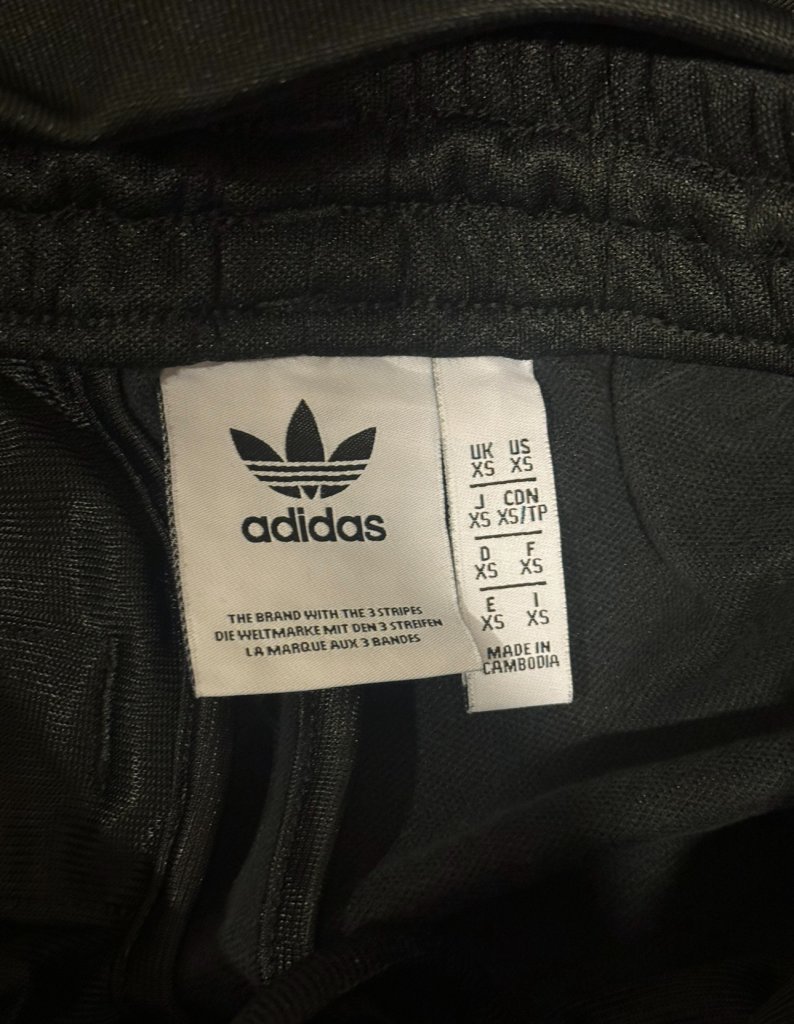 adidas
THE BRAND WITH THE 3 STRIPES
DIE WELTMARKE MIT DEN 3 STREIFEN
LA MARQUE AUX 3 BANDES
UK US
XS XS
J CDN
XS XS/TP
D F
XS XS
E I
XS XS
MADE IN
CAMBODIA